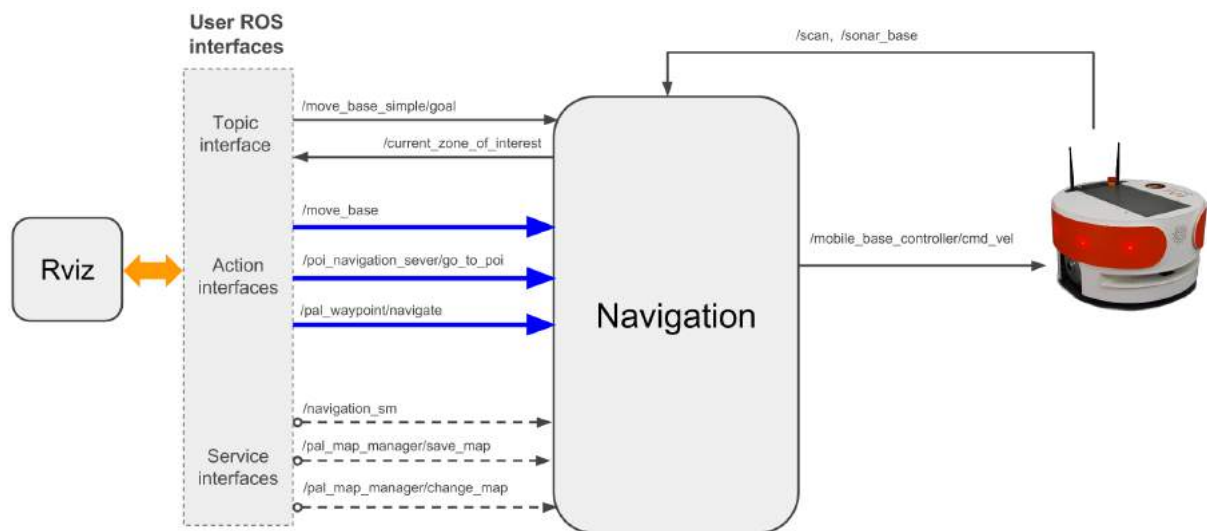 User ROS
interfaces
/scan, /sonar_base
/move_base_simple/goal
Topic
interface
/current_zone_of_interest
/move_base
Rviz
Action
interfaces
/poi_navigation_sever/go_to_poi
/mobile_base_controller/cmd_vel
/pal_waypoint/navigate
Navigation
/navigation_sm
Service
interfaces
/pal_map_manager/save_map
/pal_map_manager/change_map